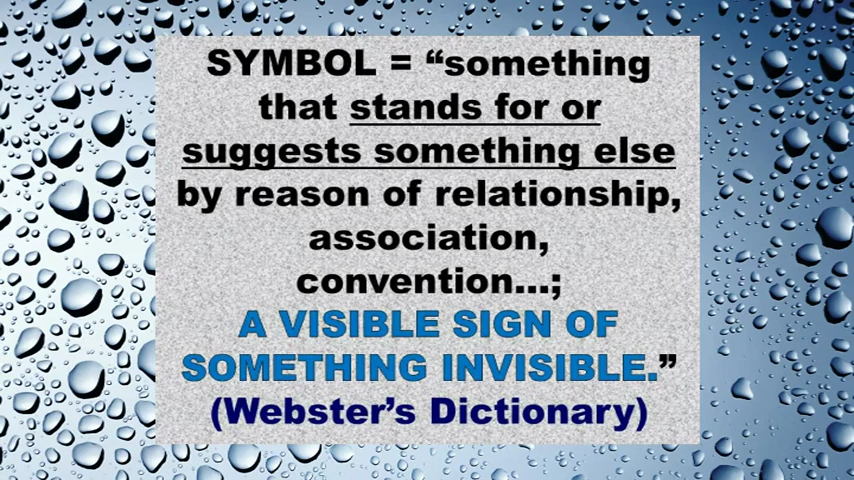 SYMBOL = “something
that stands for or
suggests something else
by reason of relationship,
association,
convention...;
A VISIBLE SIGN OF
SOMETHING INVISIBLE.”
(Webster’s Dictionary)